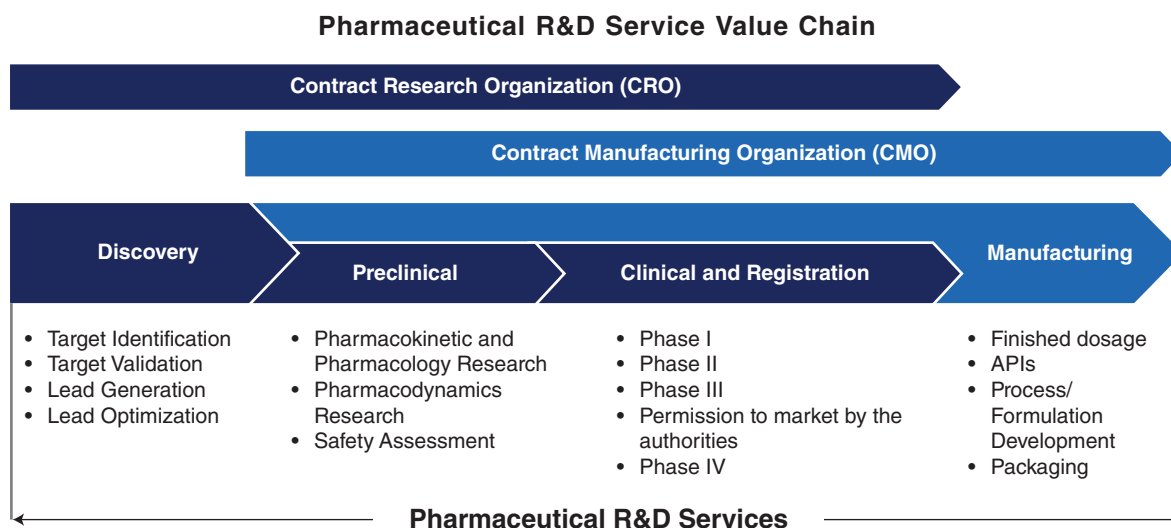 Pharmaceutical R&D Service Value Chain
Contract Research Organization (CRO)
Contract Manufacturing Organization (CMO)
Discovery
Preclinical
Clinical and Registration
Manufacturing
• Target Identification
• Target Validation
• Lead Generation
• Lead Optimization
• Pharmacokinetic and
Pharmacology Research
• Pharmacodynamics
Research
• Safety Assessment
• Phase I
• Phase II
• Phase III
• Permission to market by the
authorities
• Phase IV
• Finished dosage
• APIs
• Process/
Formulation
Development
• Packaging
Pharmaceutical R&D Services